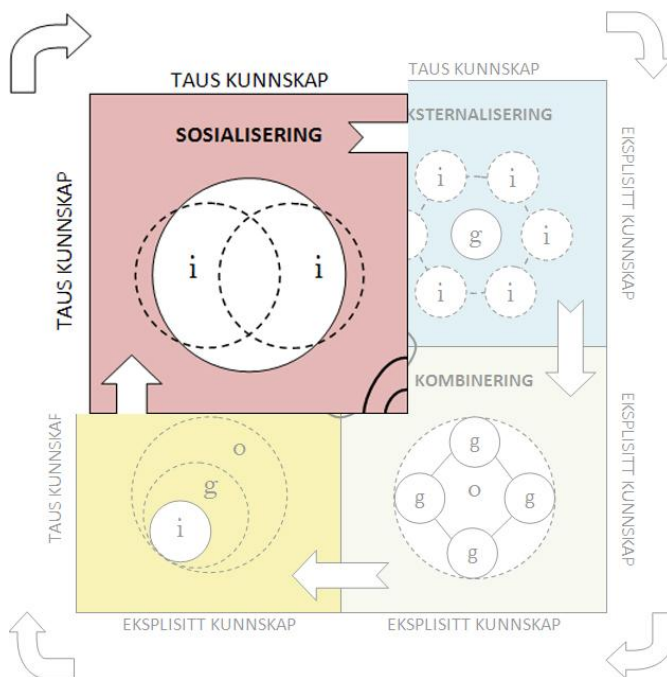 TAUS KUNNSKAP
TAUS KUNNSKAP
SOSIALISERING
KSTERNALISERING
TAUS KUNNSKAP
EKSPLISITT KUNNSKAP
i i
i i
g i
i i
KOMBINERING
TAUS KUNNSKAP
o
g
i
g
g o g
g
EKSPLISITT KUNNSKAP
EKSPLISITT KUNNSKAP
EKSPLISITT KUNNSKAP